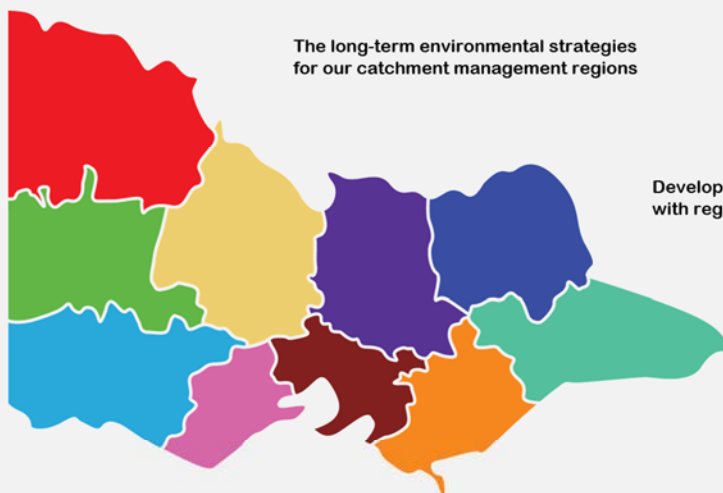 The long-term environmental strategies
for our catchment management regions
Develop
with reg